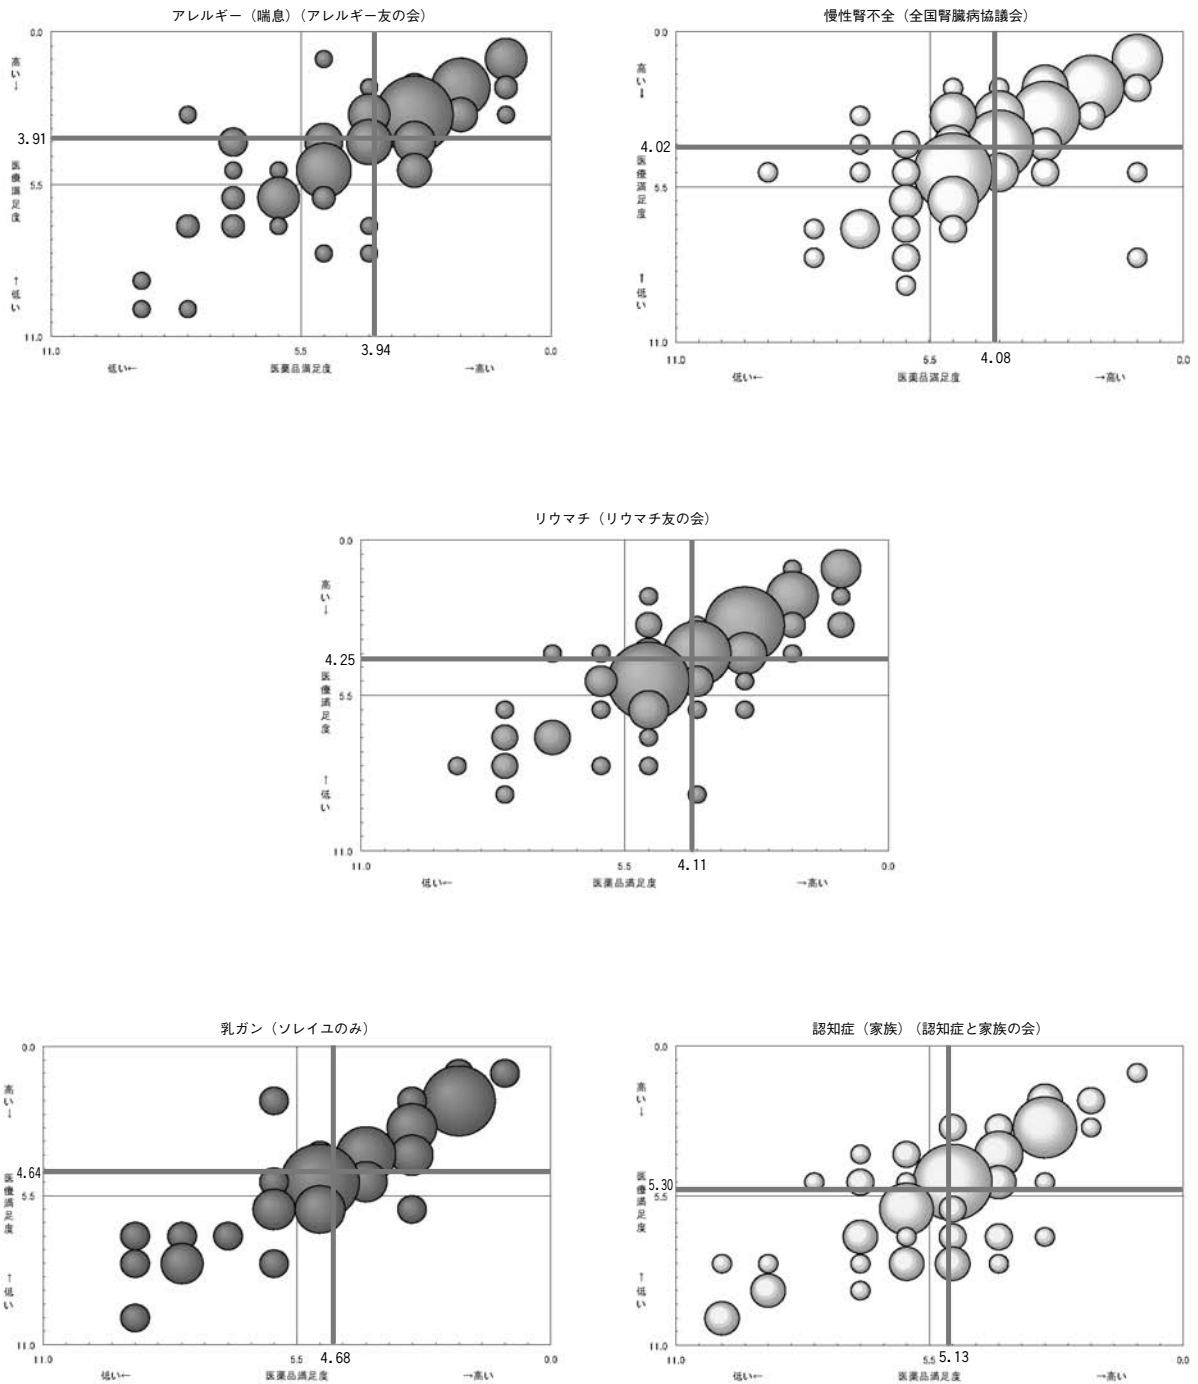 アレルギー（喘息）（アレルギー友の会）
0.0
高い→
3.91
医療満足度
5.5
←低い
11.0
11.0
5.5
3.94
0.0
低い←
医薬品満足度
→高い
慢性腎不全（全国腎臓病協議会）
0.0
高い→
4.02
医療満足度
5.5
←低い
11.0
11.0
5.5
4.08
0.0
低い←
医薬品満足度
→高い
リウマチ（リウマチ友の会）
0.0
高い→
4.25
医療満足度
5.5
←低い
11.0
11.0
5.5
4.11
0.0
低い←
医薬品満足度
→高い
乳ガン（ソレイユのみ）
0.0
高い→
4.64
医療満足度
5.5
←低い
11.0
11.0
5.5
4.68
0.0
低い←
医薬品満足度
→高い
認知症（家族）（認知症と家族の会）
0.0
高い→
5.30
医療満足度
5.5
←低い
11.0
11.0
5.5
5.13
0.0
低い←
医薬品満足度
→高い